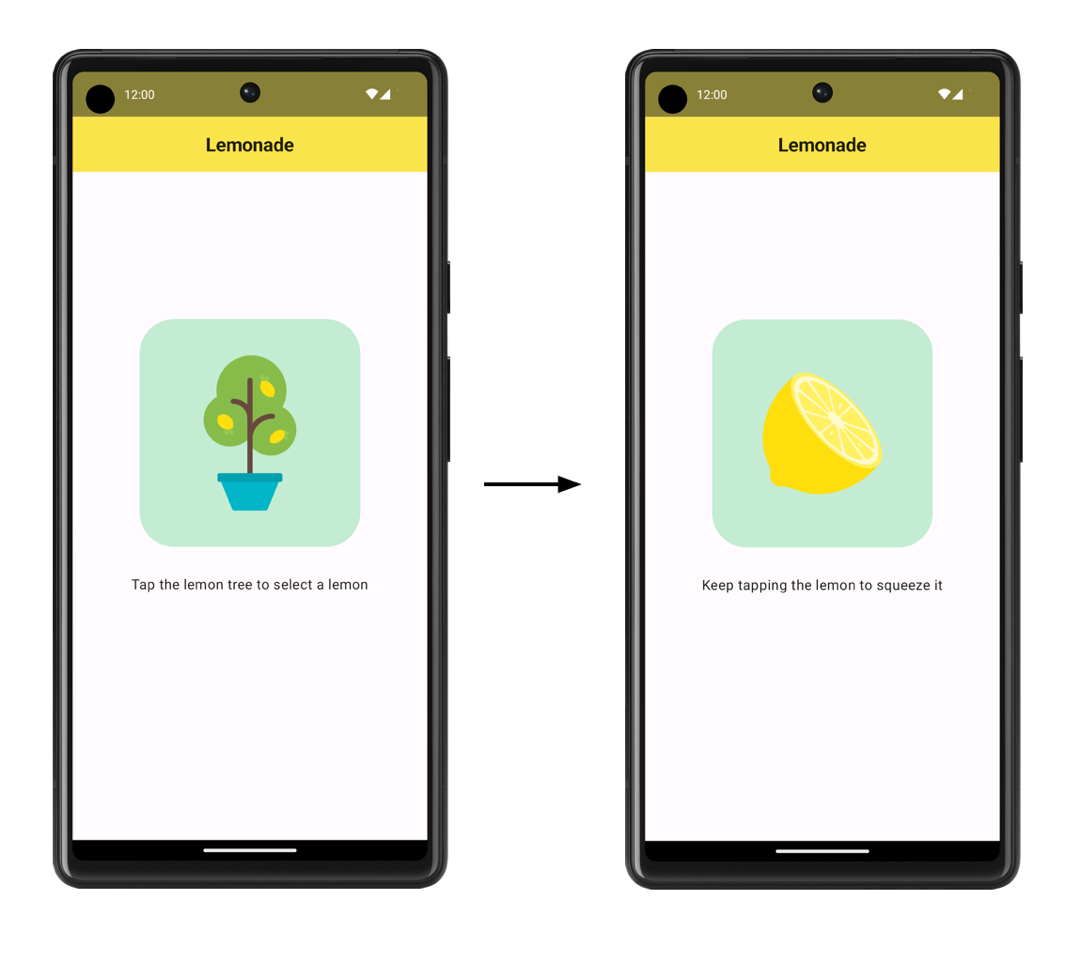 12:00
Lemonade
Tap the lemon tree to select a lemon
12:00
Lemonade
Keep tapping the lemon to squeeze it